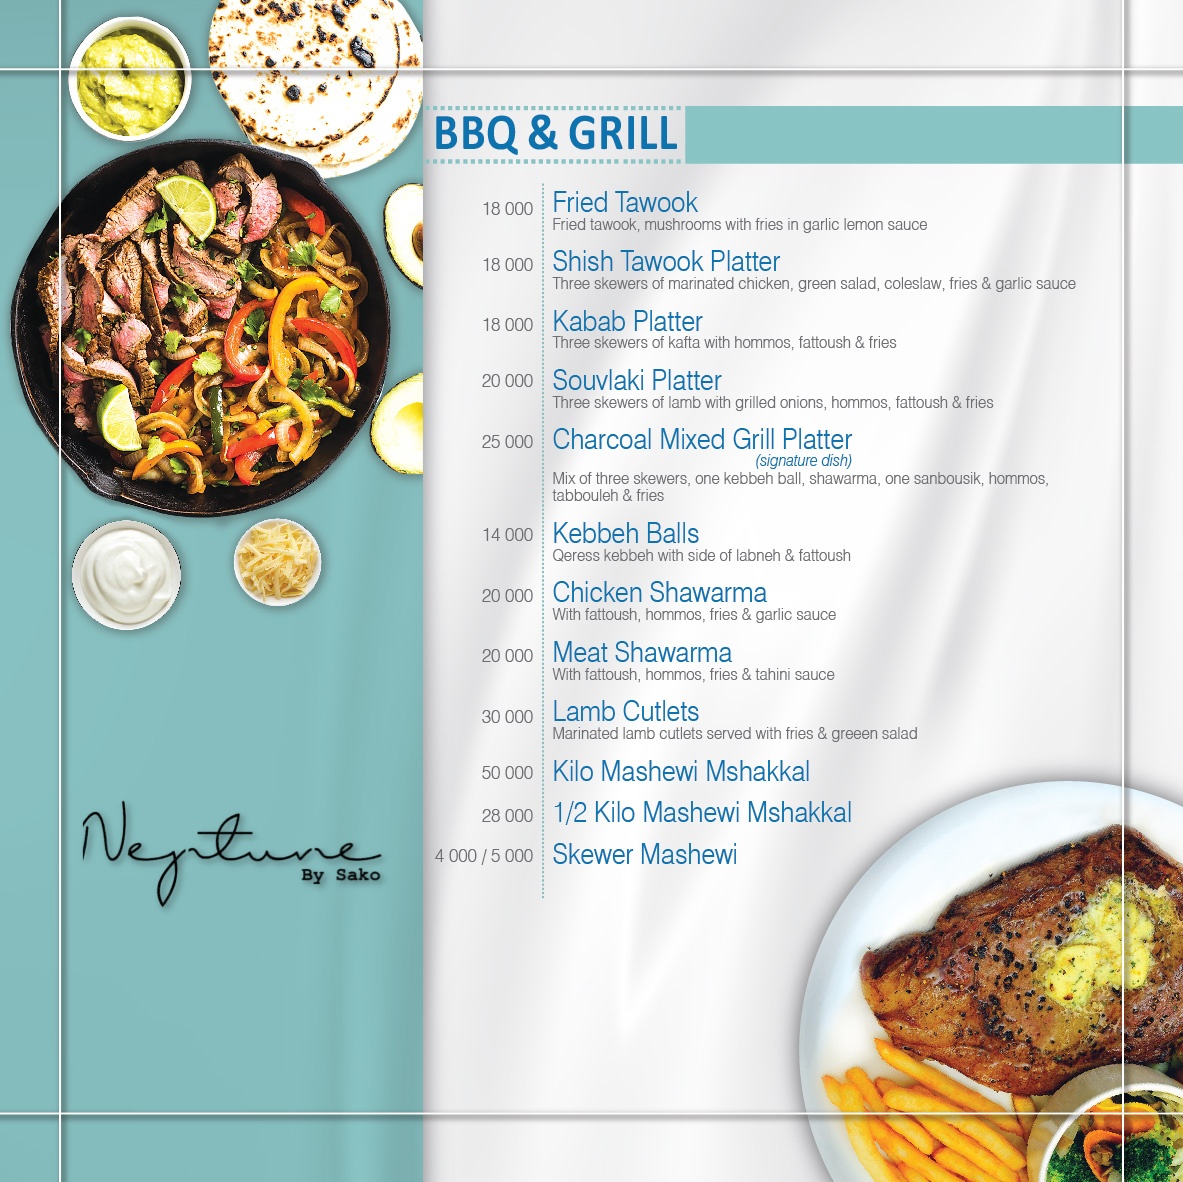 BBQ & GRILL
18 000 Fried Tawook
Fried tawook, mushrooms with fries in garlic lemon sauce
18 000 Shish Tawook Platter
Three skewers of marinated chicken, green salad, coleslaw, fries & garlic sauce
18 000 Kabab Platter
Three skewers of kafta with hommos, fattoush & fries
20 000 Souvlaki Platter
Three skewers of lamb with grilled onions, hommos, fattoush & fries
25 000 Charcoal Mixed Grill Platter
(signature dish)
Mix of three skewers, one kebbeh ball, shawarma, one sanbousik, hommos,
tabbouleh & fries
14 000 Kebbeh Balls
Qeress kebbeh with side of labneh & fattoush
20 000 Chicken Shawarma
With fattoush, hommos, fries & garlic sauce
20 000 Meat Shawarma
With fattoush, hommos, fries & tahini sauce
30 000 Lamb Cutlets
Marinated lamb cutlets served with fries & greeen salad
50 000 Kilo Mashewi Mshakkal
28 000 1/2 Kilo Mashewi Mshakkal
4 000 / 5 000 Skewer Mashewi
Neptune
By Sako